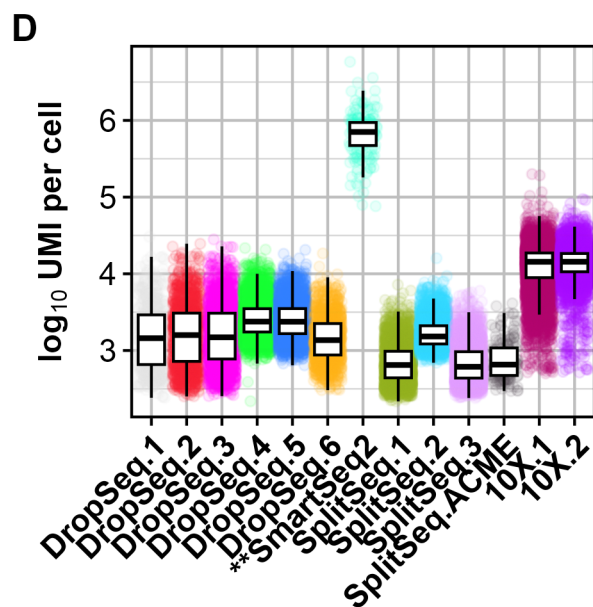 D
log₁₀ UMI per cell
6
5
4
3
DropSeq.1
DropSeq.2
DropSeq.3
DropSeq.4
DropSeq.5
DropSeq.6
**SmartSeq2
SplitSeq.1
SplitSeq.2
SplitSeq.3
SplitSeq.ACME
10X.1
10X.2